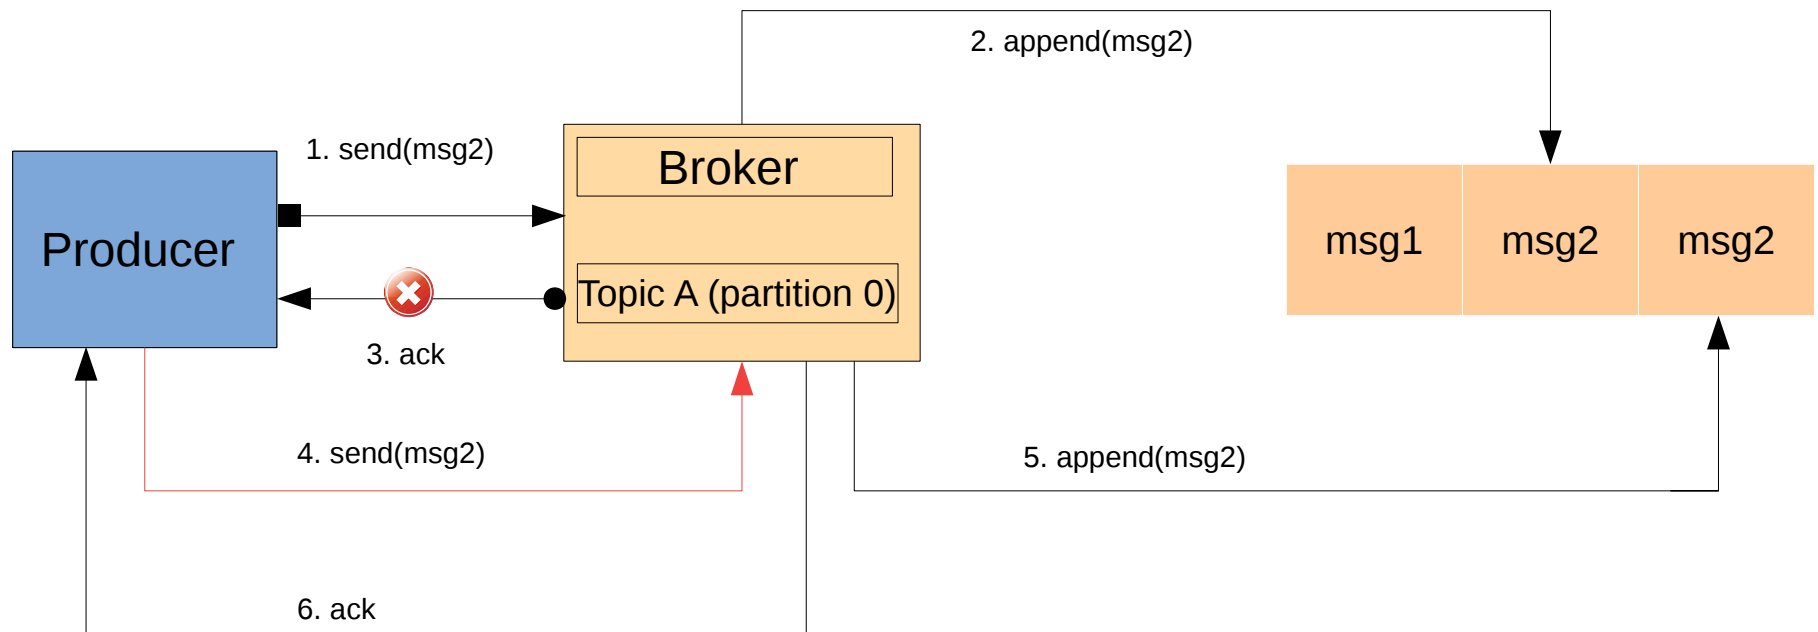 2. append(msg2)
1. send(msg2)
Broker
Producer
msg1 msg2 msg2
Topic A (partition 0)
3. ack
4. send(msg2)
5. append(msg2)
6. ack